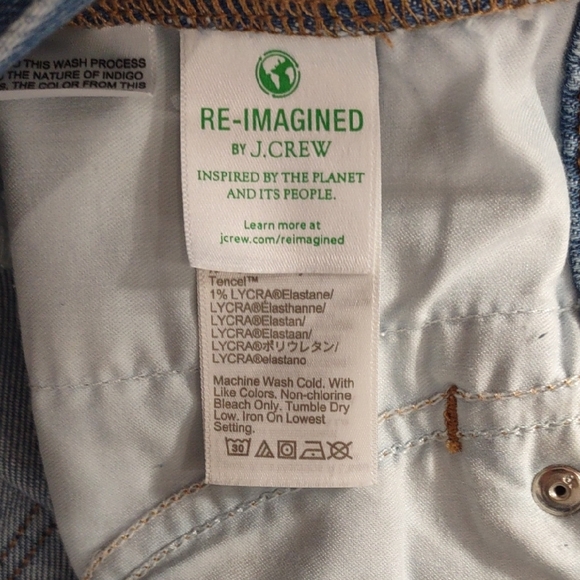 THIS WASH PROCESS
THE NATURE OF INDIGO
THE COLOR FROM THIS
RE-IMAGINED
BY J.CREW
INSPIRED BY THE PLANET
AND ITS PEOPLE.
Learn more at
jcrew.com/reimagined
Tencel™
1% LYCRA®Elastane/
LYCRA®Élasthanne/
LYCRA®Elastan/
LYCRA®Elastaan/
LYCRA®ポリウレタン/
LYCRA®elastano
Machine Wash Cold. With
Like Colors. Non-chlorine
Bleach Only. Tumble Dry
Low. Iron On Lowest
Setting.
30